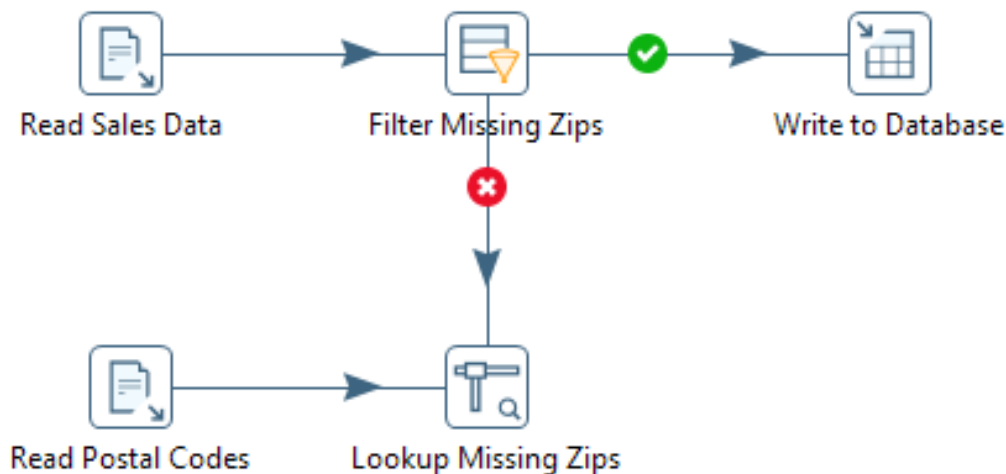 Read Sales Data
Filter Missing Zips
Write to Database
Read Postal Codes
Lookup Missing Zips